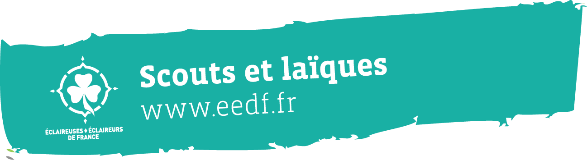 Scouts et laïques
www.eedf.fr
ÉCLAIREUSES • ÉCLAIREURS
DE FRANCE